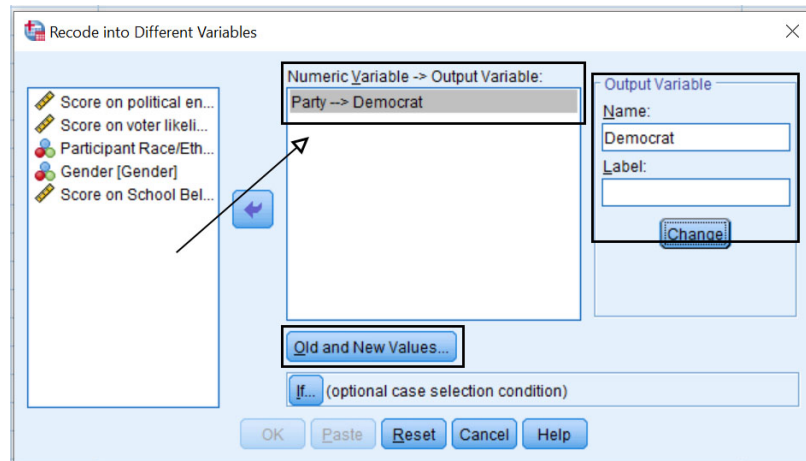 Recode into Different Variables
Score on political en...
Score on voter likeli...
Participant Race/Eth...
Gender [Gender]
Score on School Bel...
Numeric Variable -> Output Variable:
Party --> Democrat
Output Variable
Name:
Democrat
Label:
Change
Old and New Values...
If... (optional case selection condition)
OK Paste Reset Cancel Help